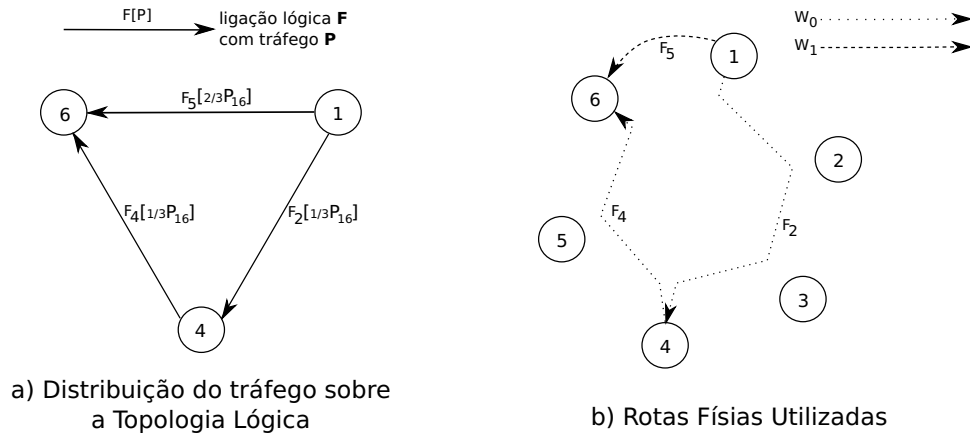 F[P]
ligação lógica F
com tráfego P
6
1
4
F5[2/3P16]
F4[1/3P16]
F2[1/3P16]
a) Distribuição do tráfego sobre
a Topologia Lógica
W0
W1
1
F5
6
2
F4
F2
5
3
4
b) Rotas Físias Utilizadas